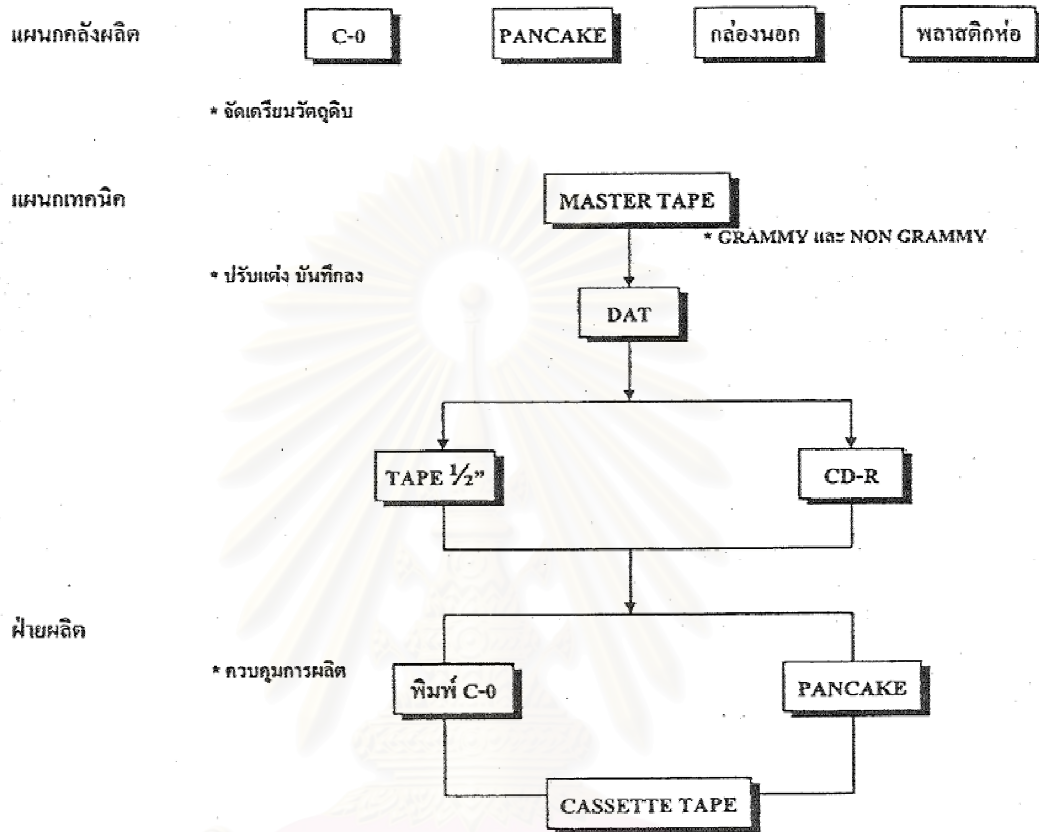 แผนกคลังผลิต C-0 PANCAKE กล่องนอก พลาสติกห่อ
* จัดเตรียมวัตถุดิบ
แผนกเทคนิค MASTER TAPE
* GRAMMY และ NON GRAMMY
* ปรับแต่ง บันทึกลง
DAT
TAPE ½” CD-R
ฝ่ายผลิต
* ควบคุมการผลิต พิมพ์ C-0 PANCAKE
CASSETTE TAPE